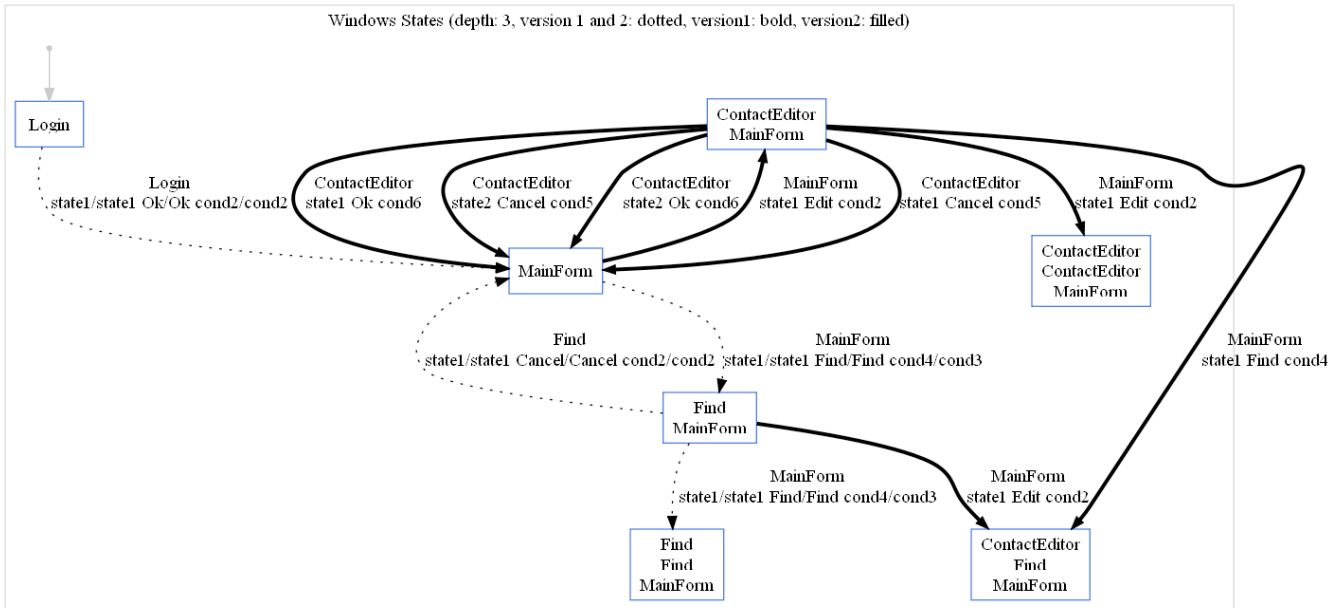 Windows States (depth: 3, version 1 and 2: dotted, version1: bold, version2: filled)
Login
ContactEditor
MainForm
Login
state1/state1 Ok/Ok cond2/cond2
ContactEditor
state1 Ok cond6
ContactEditor
state2 Cancel cond5
ContactEditor
state2 Ok cond6
MainForm
state1 Edit cond2
ContactEditor
state1 Cancel cond5
MainForm
state1 Edit cond2
MainForm
ContactEditor
ContactEditor
MainForm
Find
state1/state1 Cancel/Cancel cond2/cond2
MainForm
state1/state1 Find/Find cond4/cond3
MainForm
state1 Find cond4
Find
MainForm
MainForm
state1/state1 Find/Find cond4/cond3
MainForm
state1 Edit cond2
Find
Find
MainForm
ContactEditor
Find
MainForm